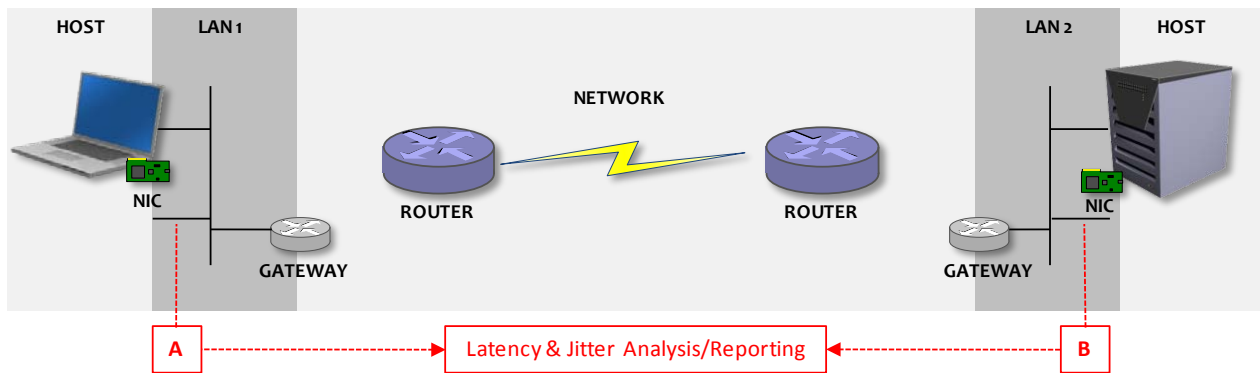 HOST
LAN 1
LAN 2
HOST
NETWORK
NIC
ROUTER
ROUTER
NIC
GATEWAY
GATEWAY
A
Latency & Jitter Analysis/Reporting
B